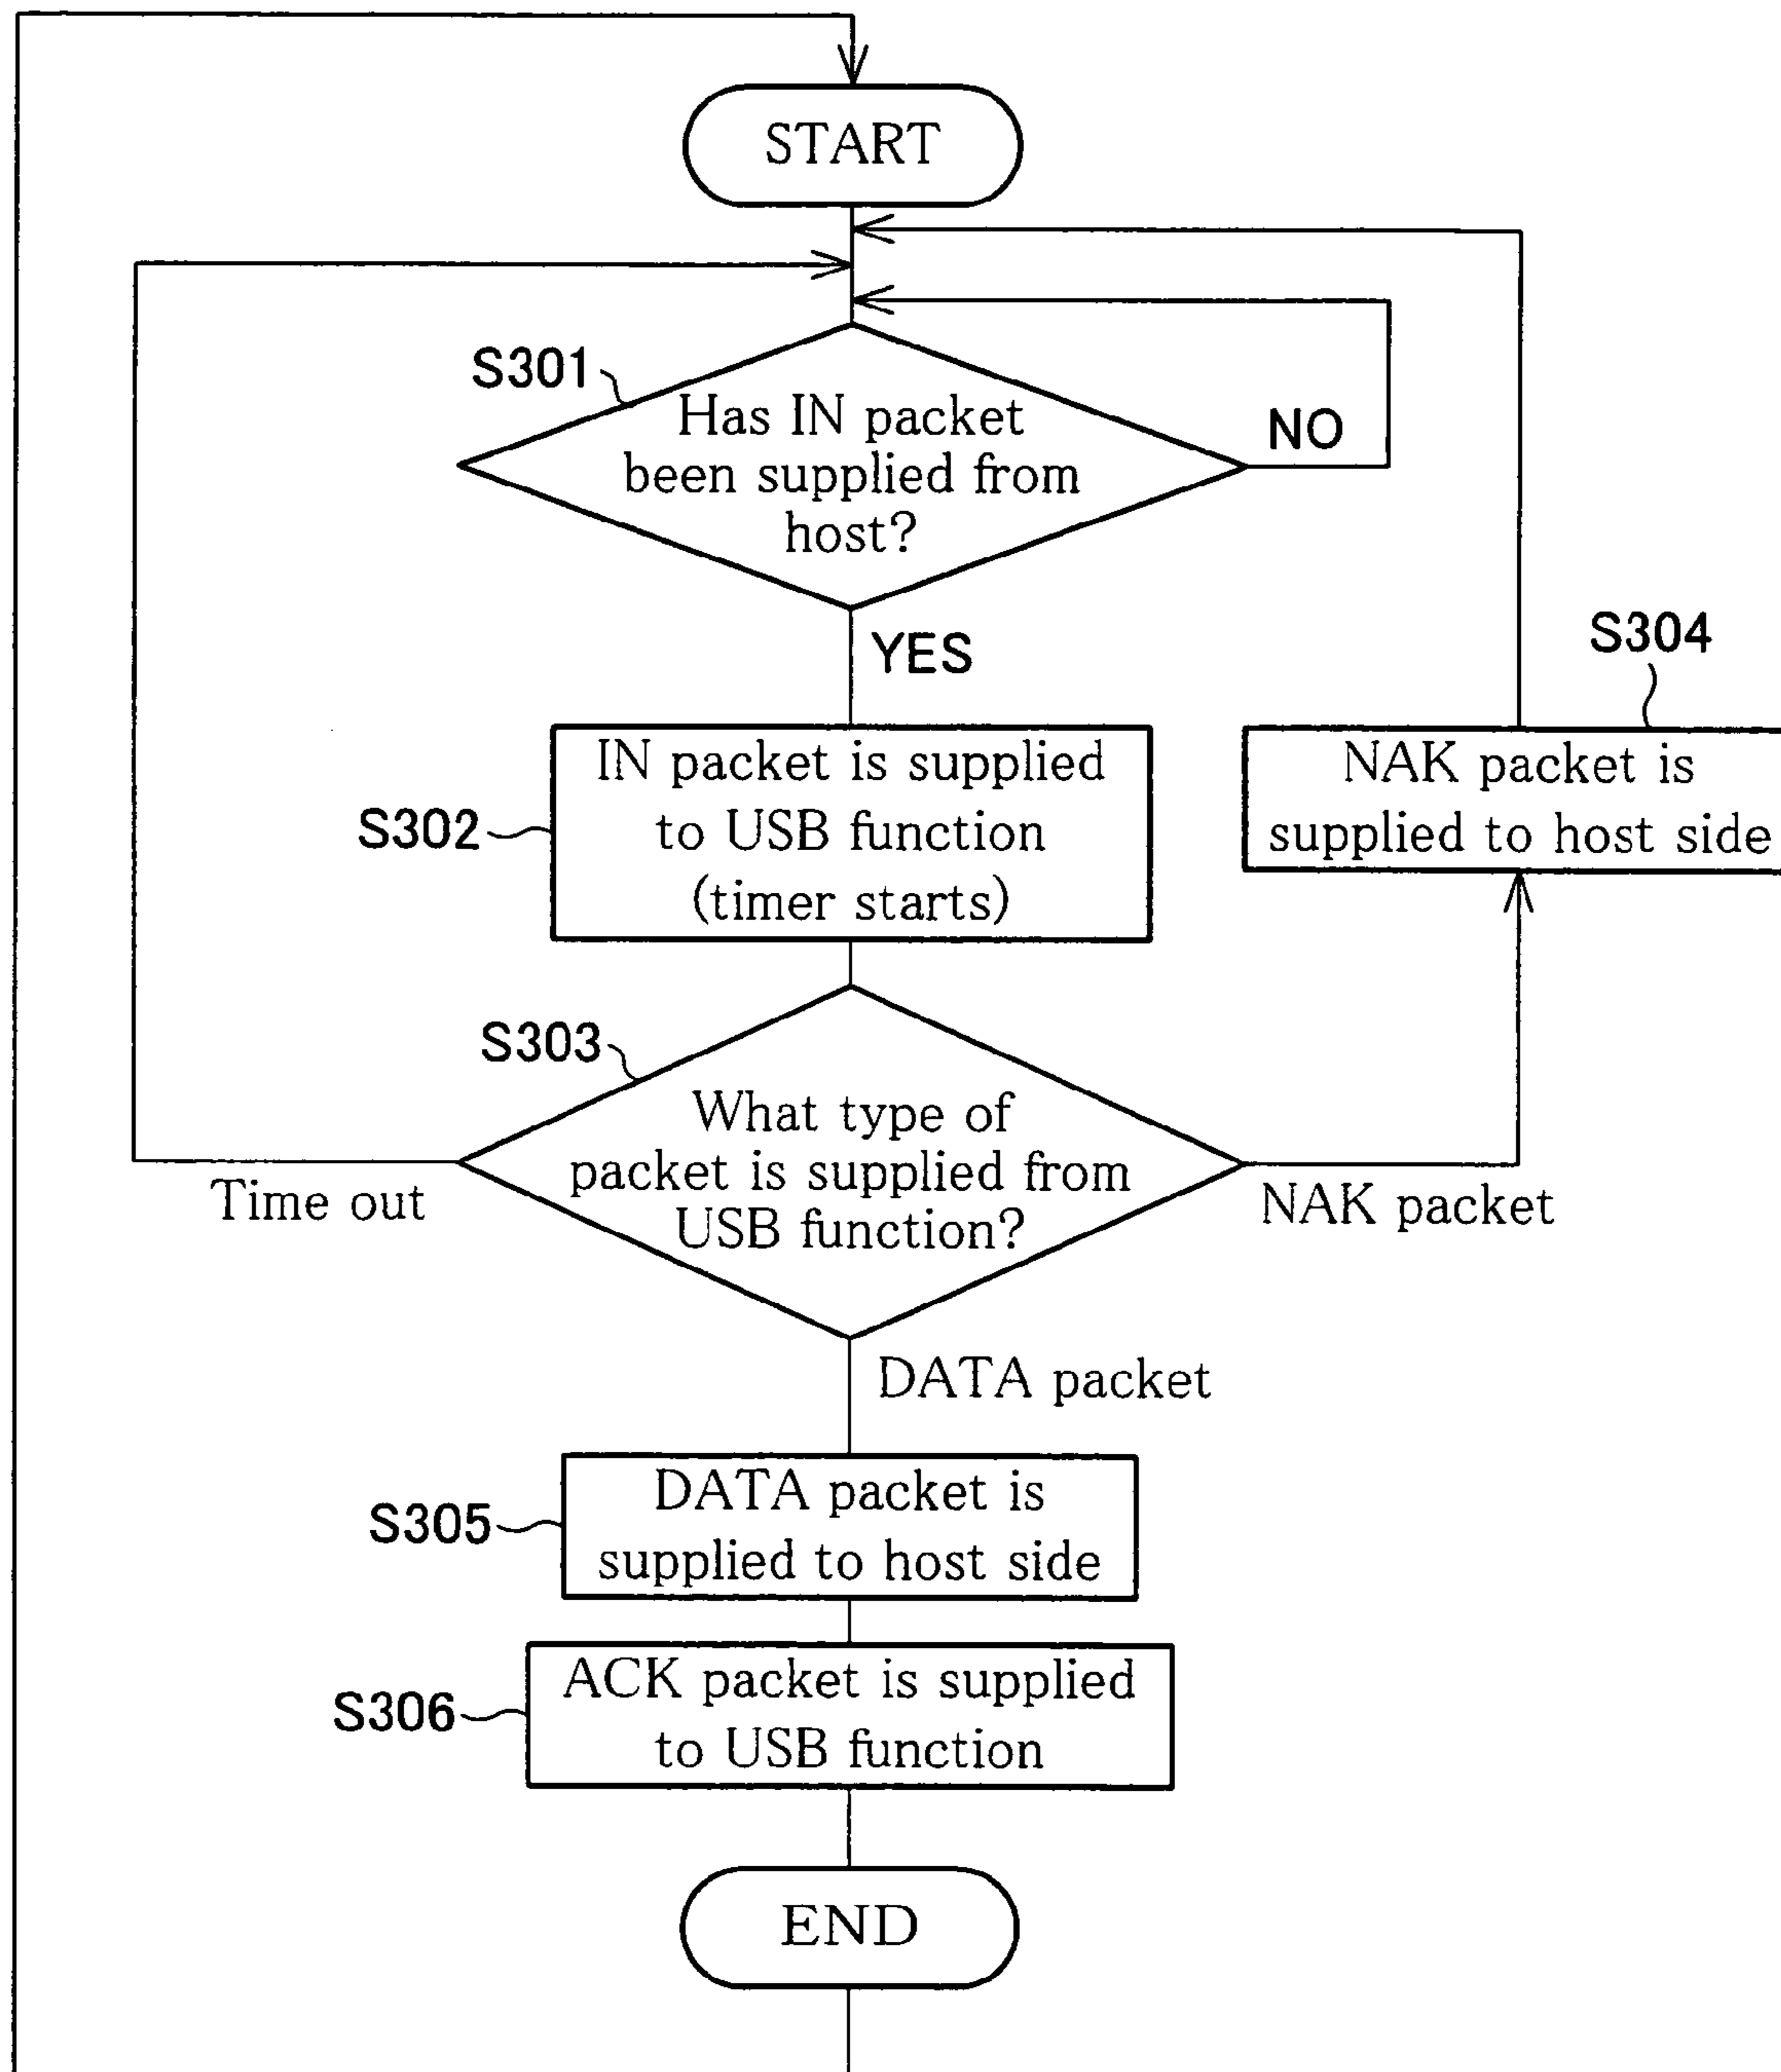 START
S301
Has IN packet
been supplied from
host?
NO
YES
S304
IN packet is supplied
to USB function
(timer starts)
S302
NAK packet is
supplied to host side
S303
What type of
packet is supplied from
USB function?
Time out
NAK packet
DATA packet
S305
DATA packet is
supplied to host side
S306
ACK packet is supplied
to USB function
END